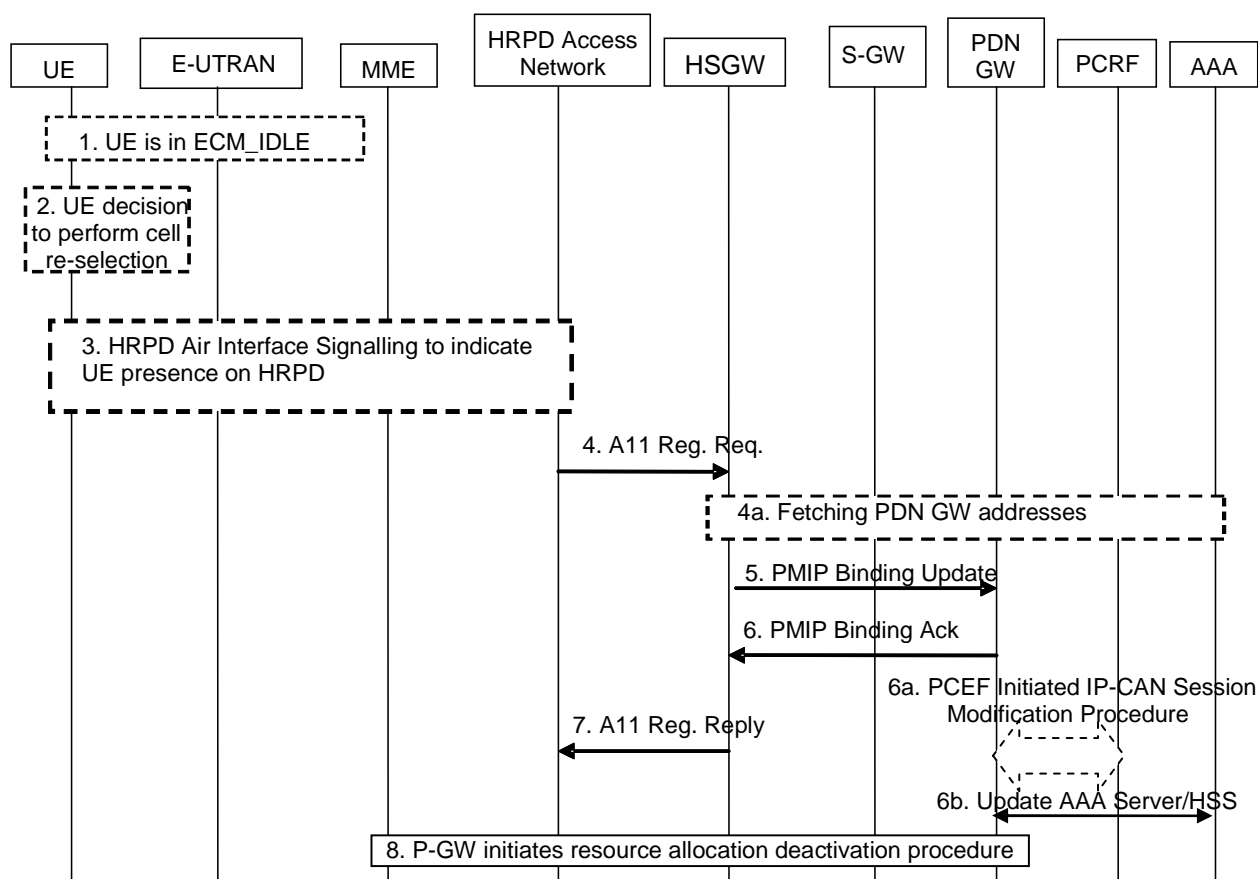 UE
E-UTRAN
MME
HRPD Access
Network
HSGW
S-GW
PDN
GW
PCRF
AAA
1. UE is in ECM_IDLE
2. UE decision
to perform cell
re-selection
3. HRPD Air Interface Signalling to indicate
UE presence on HRPD
4. A11 Reg. Req.
4a. Fetching PDN GW addresses
5. PMIP Binding Update
6. PMIP Binding Ack
6a. PCEF Initiated IP-CAN Session
Modification Procedure
7. A11 Reg. Reply
6b. Update AAA Server/HSS
8. P-GW initiates resource allocation deactivation procedure